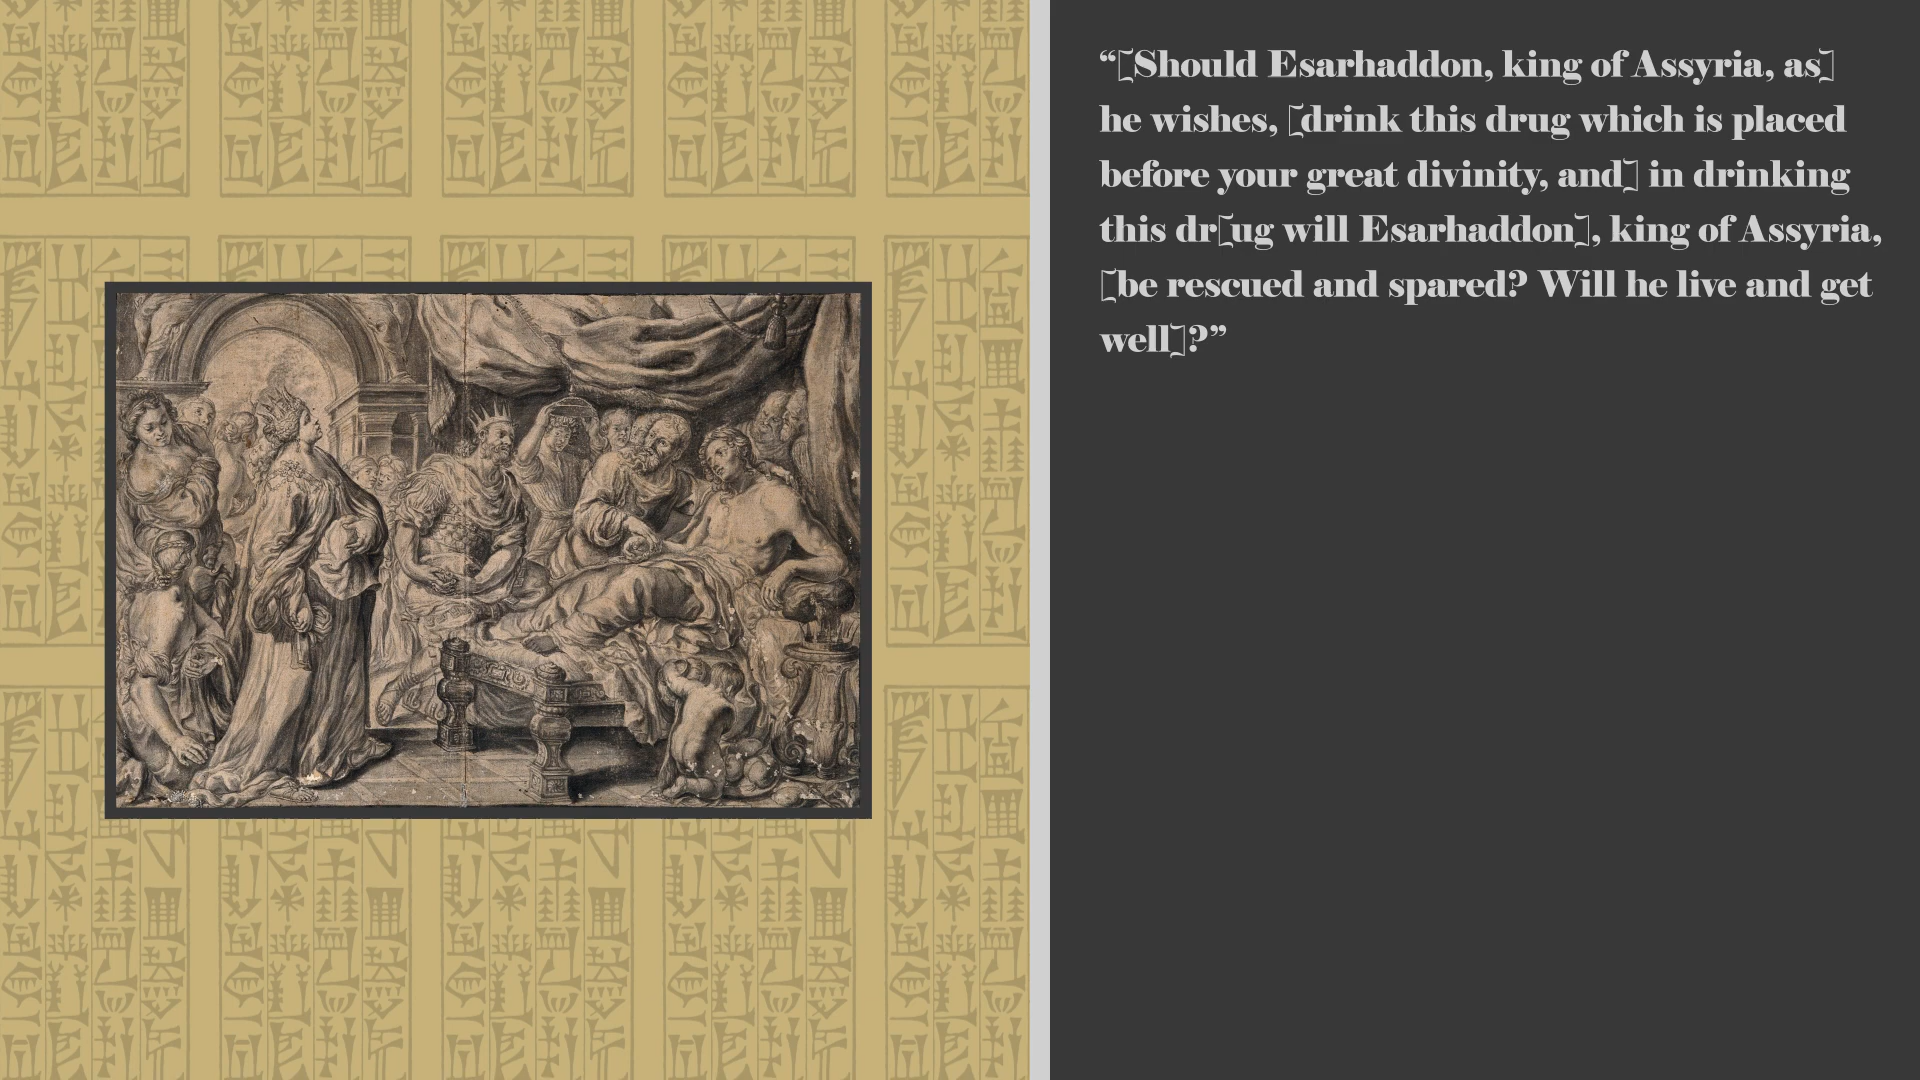 “[Should Esarhaddon, king of Assyria, as]
he wishes, [drink this drug which is placed
before your great divinity, and] in drinking
this dr[ug will Esarhaddon], king of Assyria,
[be rescued and spared? Will he live and get
well]?”